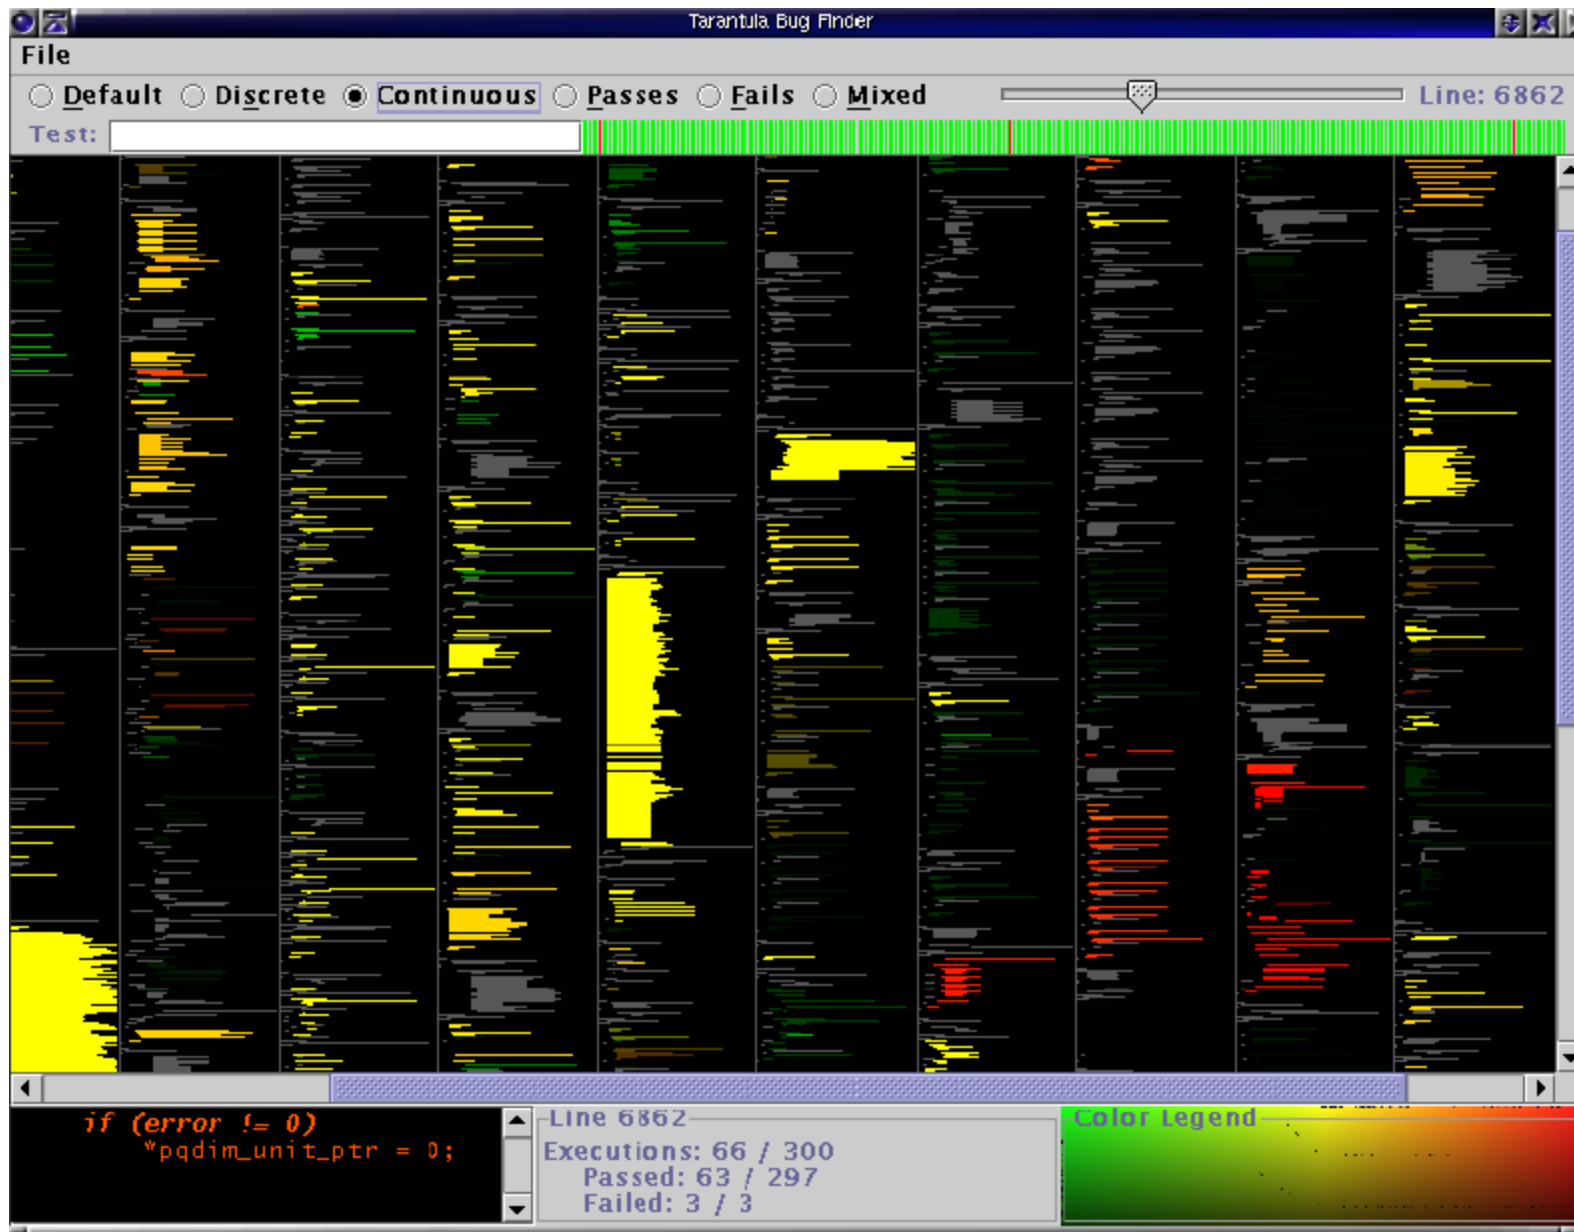 Tarantula Bug Finder
File
Default Discrete Continuous Passes Fails Mixed Line: 6862
Test:
if (error != 0)
*pqdim_unit_ptr = 0;
Line 6862
Executions: 66 / 300
Passed: 63 / 297
Failed: 3 / 3
Color Legend